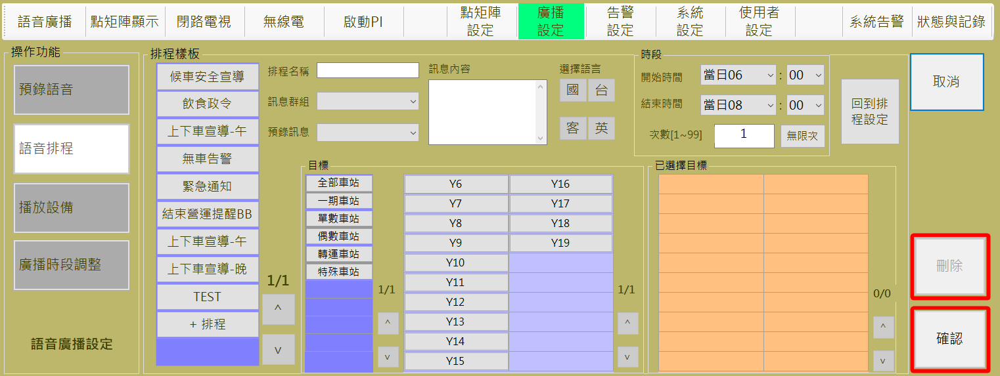 語音廣播
點矩陣顯示
閉路電視
無線電
啟動PI
點矩陣
設定
廣播
設定
告警
設定
系統
設定
使用者
設定
系統告警
狀態與記錄
操作功能
預錄語音
語音排程
播放設備
廣播時段調整
語音廣播設定
排程樣板
候車安全宣導
飲食政令
上下車宣導-午
無車告警
緊急通知
結束營運提醒BB
上下車宣導-午
上下車宣導-晚
TEST
+ 排程
1/1
^
v
排程名稱
訊息群組
預錄訊息
訊息內容
選擇語言
國
台
客
英
時段
開始時間
當日06
:
00
結束時間
當日08
:
00
次數[1~99]
1
無限次
回到排
程設定
目標
全部車站
一期車站
單數車站
偶數車站
轉運車站
特殊車站
1/1
^
v
Y6
Y7
Y8
Y9
Y10
Y11
Y12
Y13
Y14
Y15
Y16
Y17
Y18
Y19
1/1
^
v
已選擇目標
0/0
^
v
取消
刪除
確認